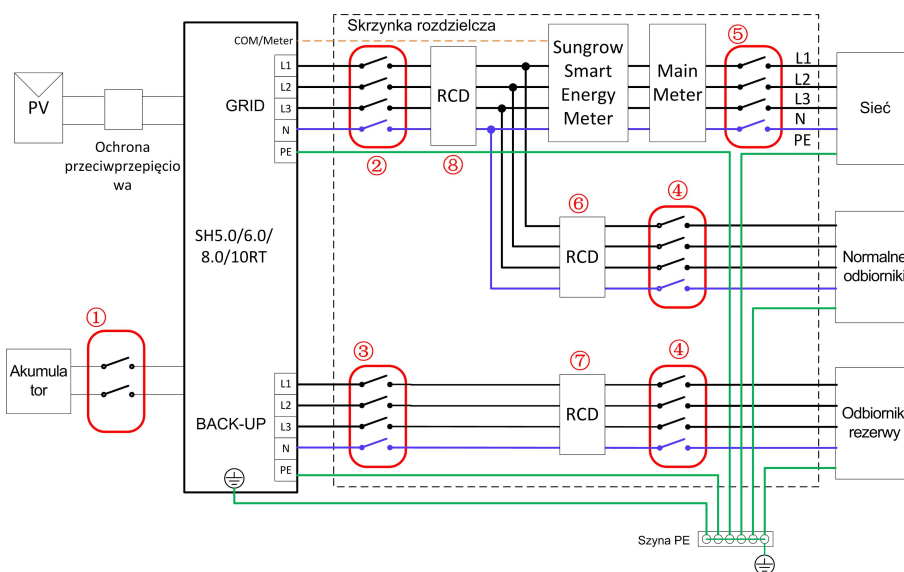 Skrzynka rozdzielcza
⑤
COM/Meter
L1
L2
L3
N
PE
GRID
RCD
Sungrow
Smart
Energy
Meter
Main
Meter
L1
L2
L3
N
PE
Sieć
PV
Ochrona
przeciwprzepięcio
wa
②
⑧
⑥
④
SH5.0/6.0/
8.0/10RT
RCD
Normalne
odbiorniki
①
③
⑦
④
Akumula
tor
L1
L2
L3
N
PE
BACK-UP
RCD
Odbiornik
rezerwy
Szyna PE